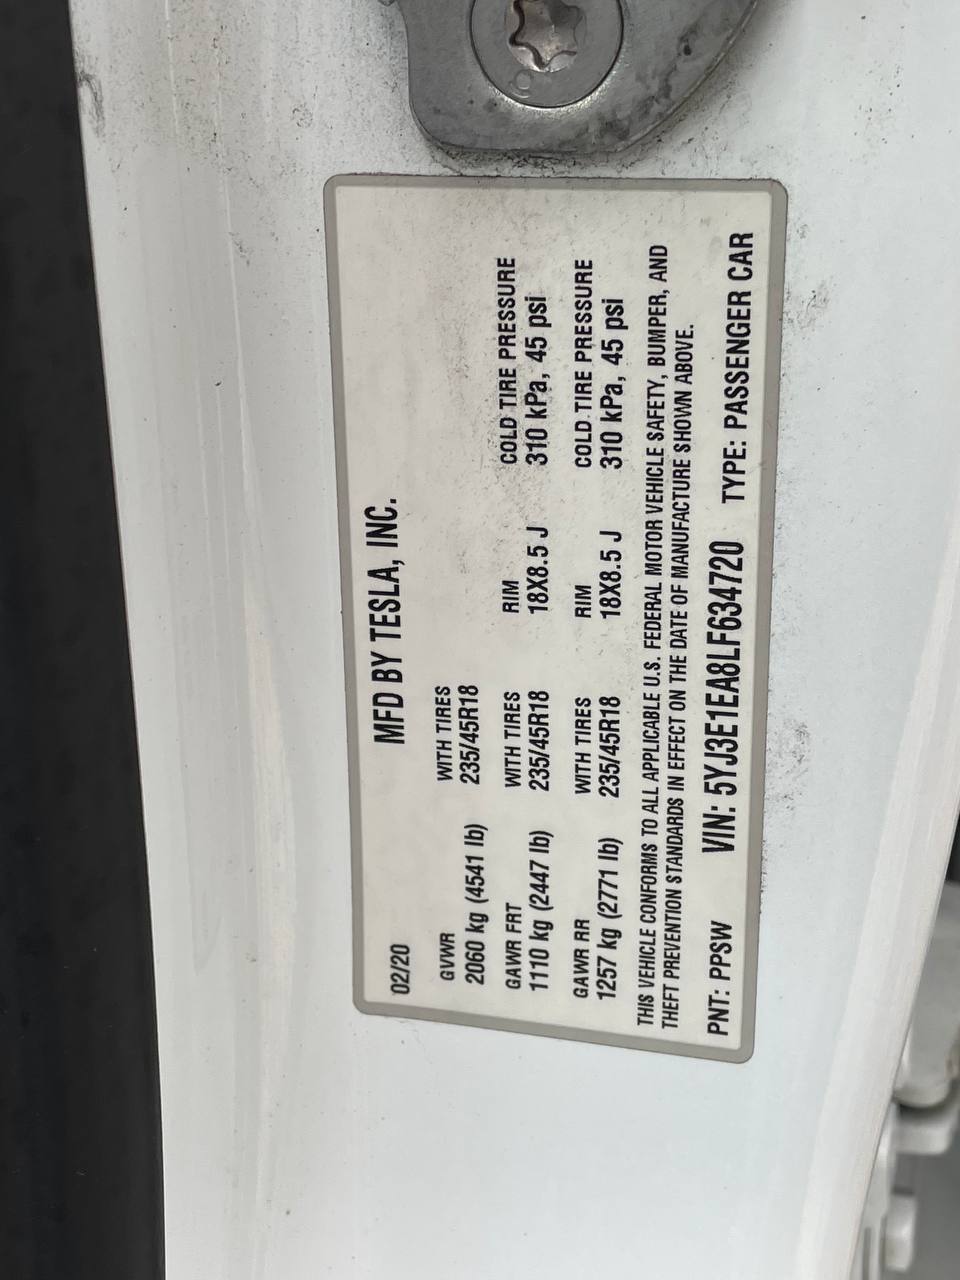 MFD BY TESLA, INC.
02/20
GVWR WITH TIRES
2060 kg (4541 lb) 235/45R18
GAWR FRT WITH TIRES RIM COLD TIRE PRESSURE
1110 kg (2447 lb) 235/45R18 18X8.5 J 310 kPa, 45 psi
GAWR RR WITH TIRES RIM COLD TIRE PRESSURE
1257 kg (2771 lb) 235/45R18 18X8.5 J 310 kPa, 45 psi
THIS VEHICLE CONFORMS TO ALL APPLICABLE U.S. FEDERAL MOTOR VEHICLE SAFETY, BUMPER, AND
THEFT PREVENTION STANDARDS IN EFFECT ON THE DATE OF MANUFACTURE SHOWN ABOVE.
PNT: PPSW VIN: 5YJ3E1EA8LF634720 TYPE: PASSENGER CAR